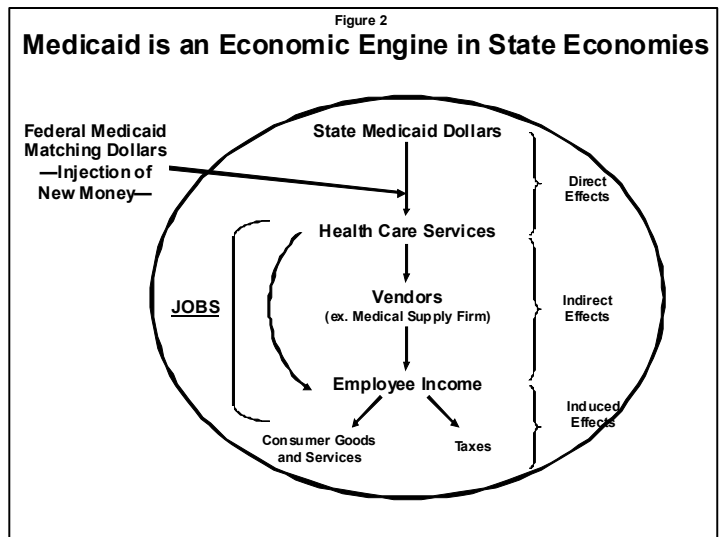 Figure 2
Medicaid is an Economic Engine in State Economies
Federal Medicaid
Matching Dollars
—Injection of
New Money—
State Medicaid Dollars
Direct
Effects
Health Care Services
JOBS
Vendors
(ex. Medical Supply Firm)
Indirect
Effects
Employee Income
Induced
Effects
Consumer Goods
and Services
Taxes